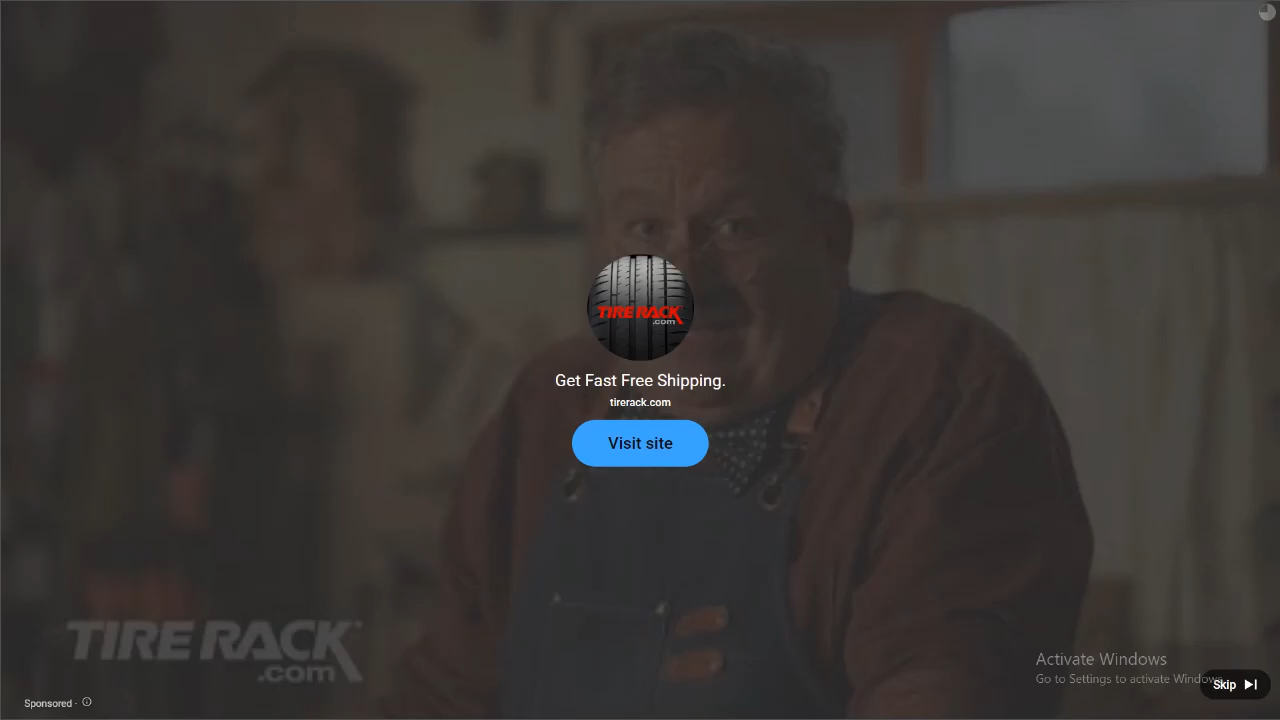 TIRE RACK
.com
Get Fast Free Shipping.
tirerack.com
Visit site
TIRE RACK
.com
Activate Windows
Go to Settings to activate Windows.
Skip
Sponsored ·